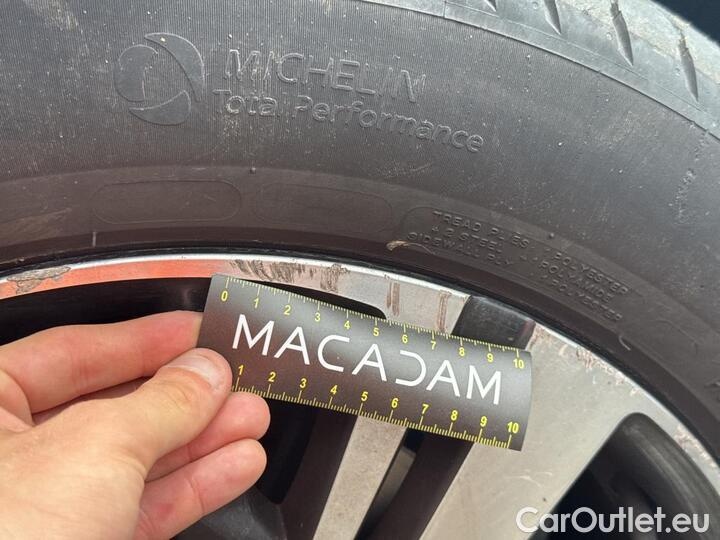 MICHELIN
Total Performance
TREAD PLIES 1 POLYESTER
+ 2 STEEL + 1 POLYAMIDE
SIDEWALL PLY 1 POLYESTER
0 1 2 3 4 5 6 7 8 9 10
MACADAM
1 2 3 4 5 6 7 8 9 10
CarOutlet.eu